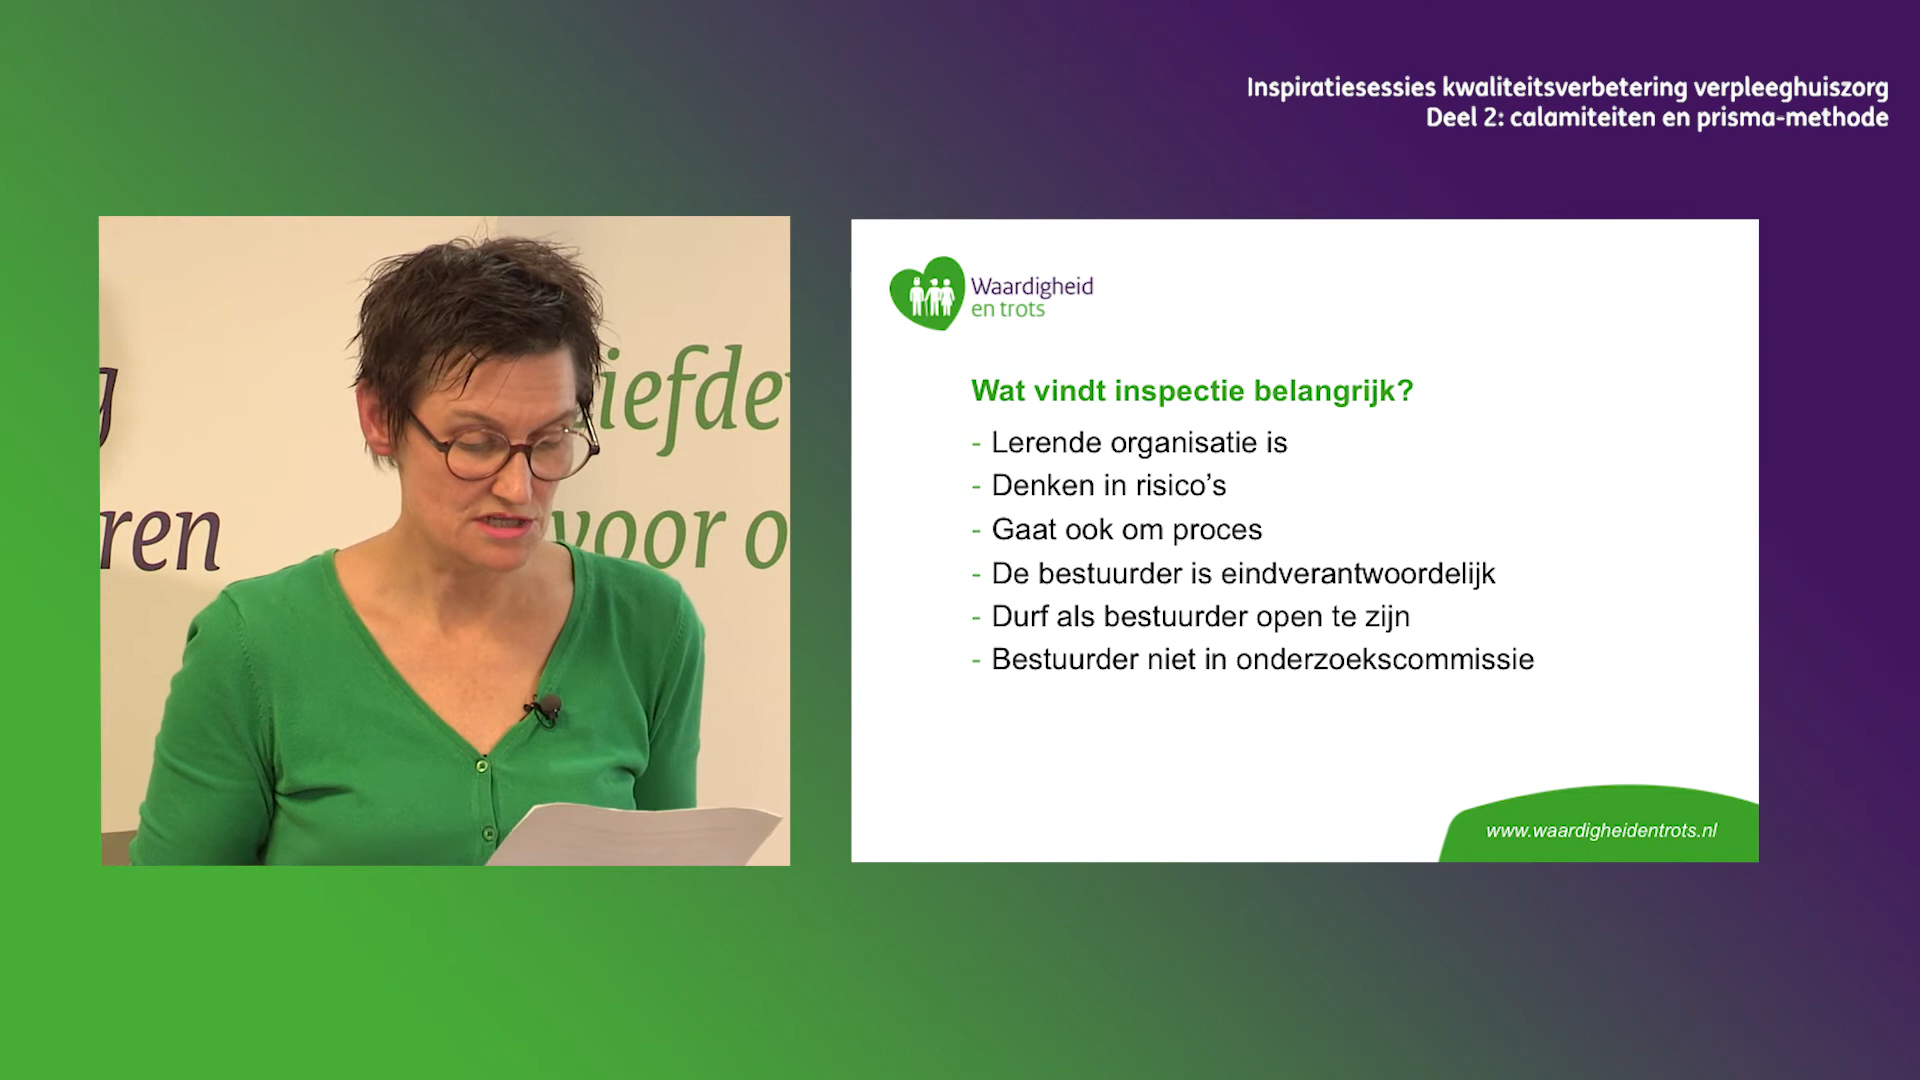 Inspiratiesessies kwaliteitsverbetering verpleeghuiszorg
Deel 2: calamiteiten en prisma-methode
iefde
ren
voor o
Waardigheid
en trots
Wat vindt inspectie belangrijk?
- Lerende organisatie is
- Denken in risico’s
- Gaat ook om proces
- De bestuurder is eindverantwoordelijk
- Durf als bestuurder open te zijn
- Bestuurder niet in onderzoekscommissie
www.waardigheidentrots.nl